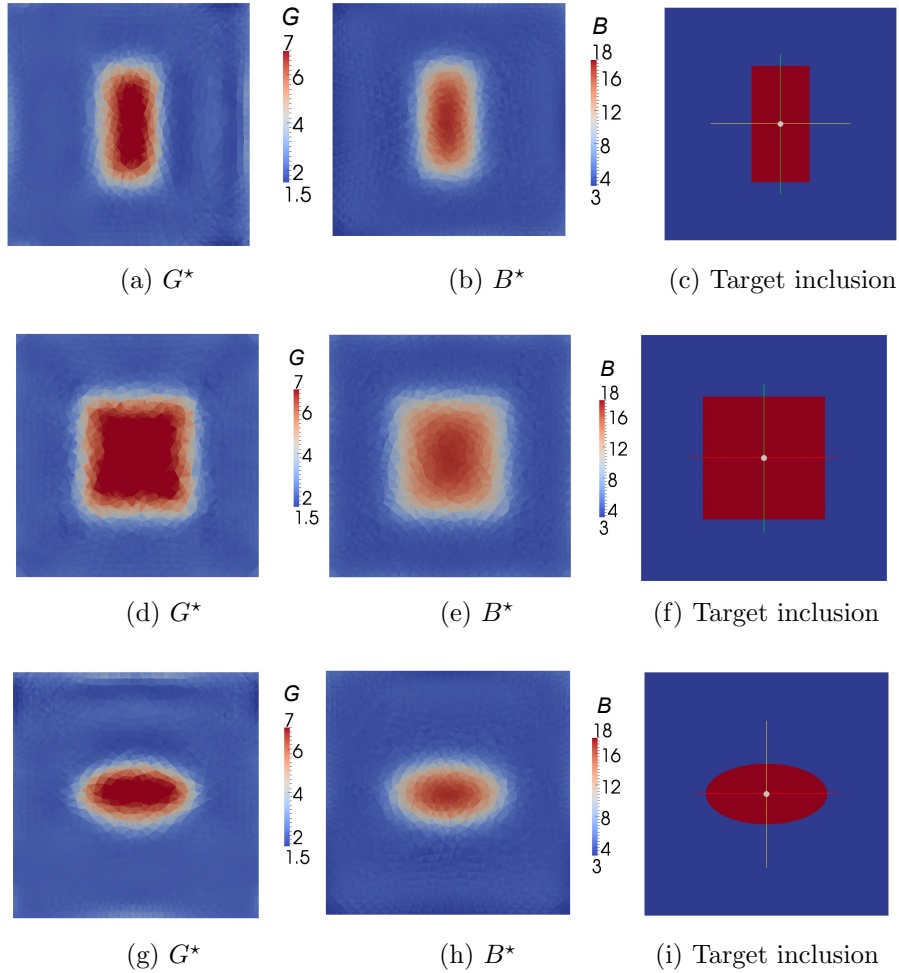 G
7
6
4
2
1.5
B
18
16
12
8
4
3
(a) G⋆
(b) B⋆
(c) Target inclusion
G
7
6
4
2
1.5
B
18
16
12
8
4
3
(d) G⋆
(e) B⋆
(f) Target inclusion
G
7
6
4
2
1.5
B
18
16
12
8
4
3
(g) G⋆
(h) B⋆
(i) Target inclusion